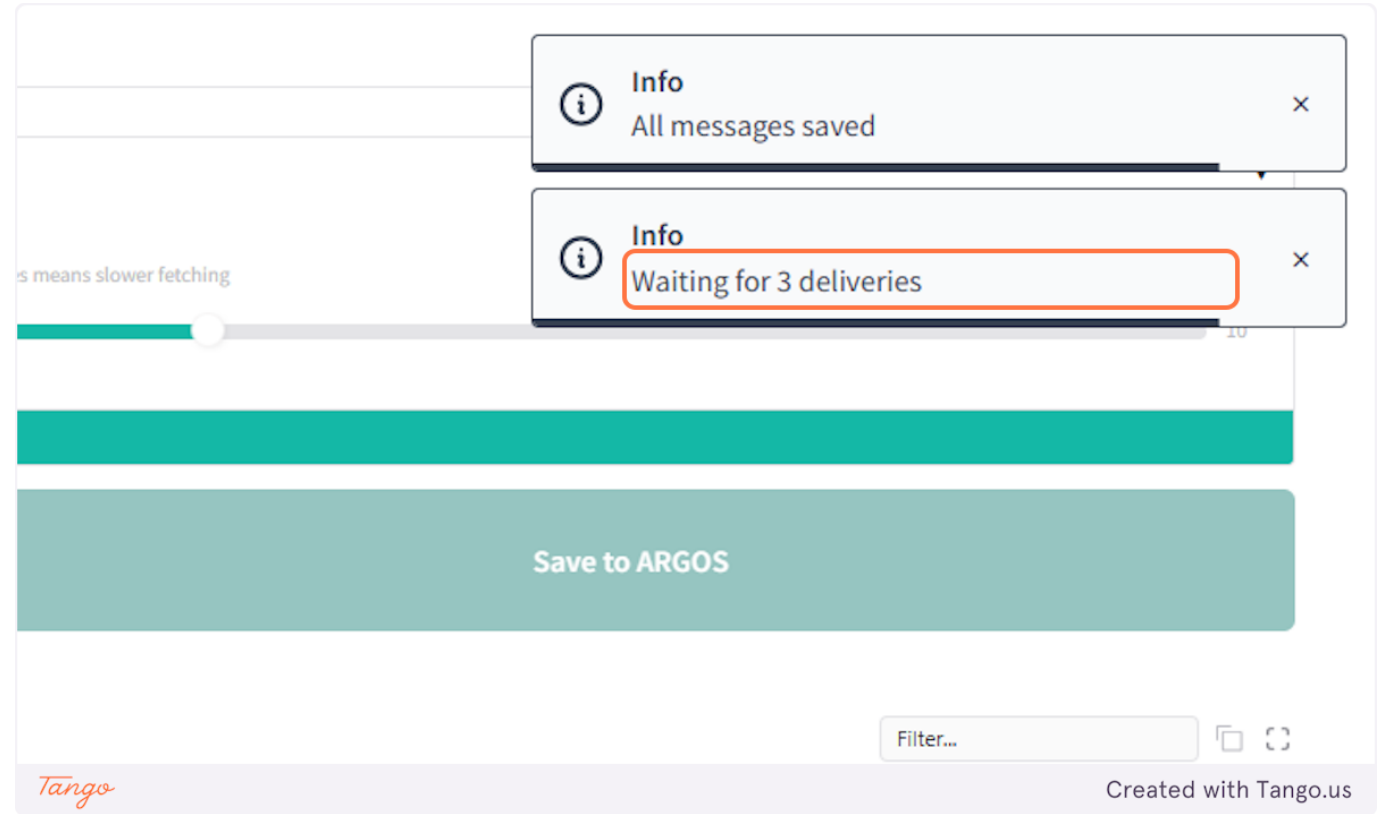 Info
All messages saved
Info
Waiting for 3 deliveries
means slower fetching
10
Save to ARGOS
Filter...
Tango
Created with Tango.us